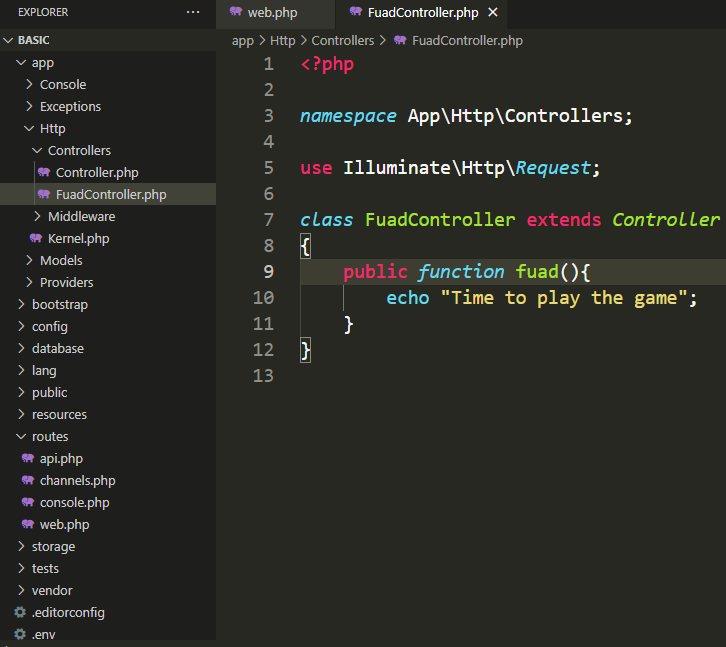 EXPLORER ...
BASIC
app
Console
Exceptions
Http
Controllers
Controller.php
FuadController.php
Middleware
Kernel.php
Models
Providers
bootstrap
config
database
lang
public
resources
routes
api.php
channels.php
console.php
web.php
storage
tests
vendor
.editorconfig
.env
web.php FuadController.php
app > Http > Controllers > FuadController.php
1 <?php
2
3 namespace App\Http\Controllers;
4
5 use Illuminate\Http\Request;
6
7 class FuadController extends Controller
8 {
9 public function fuad(){
10 echo "Time to play the game";
11 }
12 }
13